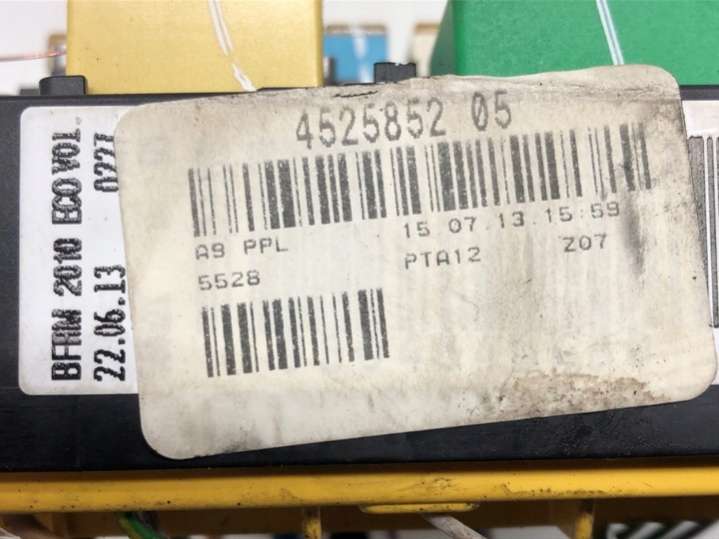 BFRM 2010 ECO VOL.
22.06.13 0227
4525852 05
A9 PPL 15 07.13.15:59
5528 PTA12 Z07